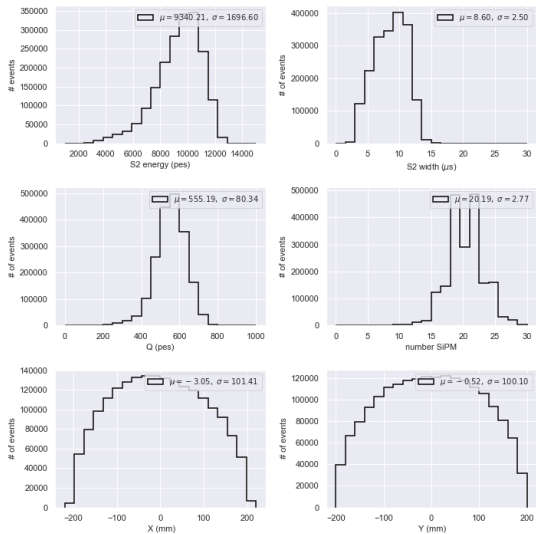 μ = 9340.21, σ = 1696.60
350000
300000
250000
200000
150000
100000
50000
0
# of events
2000 4000 6000 8000 10000 12000 14000
S2 energy (pes)
μ = 8.60, σ = 2.50
400000
300000
200000
100000
0
# of events
0 5 10 15 20 25 30
S2 width (μs)
μ = 555.19, σ = 80.34
500000
400000
300000
200000
100000
0
# of events
0 200 400 600 800 1000
Q (pes)
μ = 20.19, σ = 2.77
500000
400000
300000
200000
100000
0
# of events
0 5 10 15 20 25 30
number SiPM
μ = −3.05, σ = 101.41
140000
120000
100000
80000
60000
40000
20000
0
# of events
−200 −100 0 100 200
X (mm)
μ = −0.52, σ = 100.10
120000
100000
80000
60000
40000
20000
0
# of events
−200 −100 0 100 200
Y (mm)